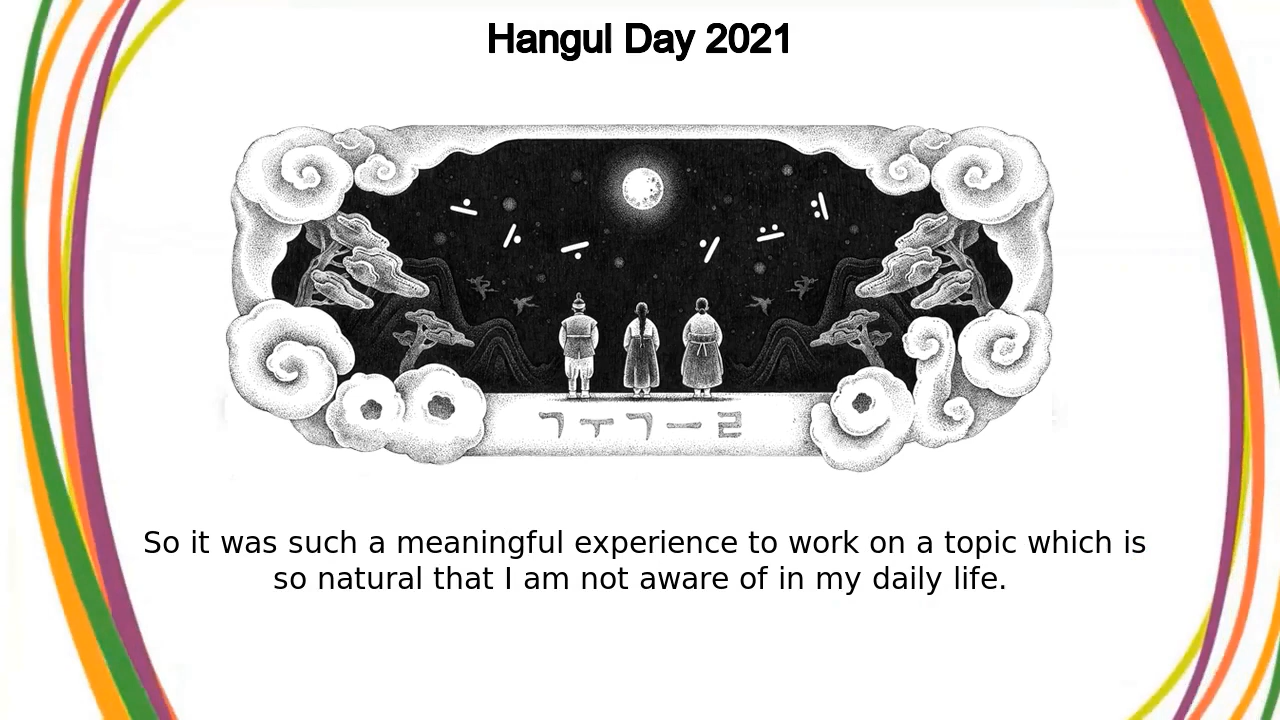 Hangul Day 2021
ㄱㅜㄱㅡㄹ
So it was such a meaningful experience to work on a topic which is
so natural that I am not aware of in my daily life.